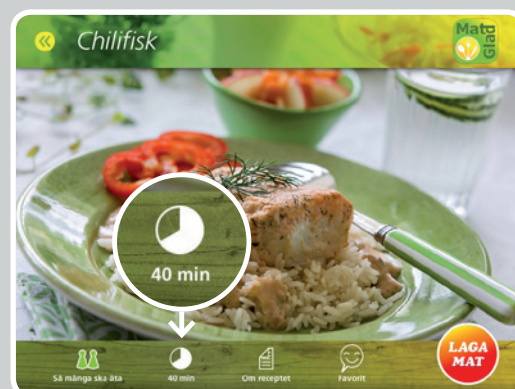 Chilifisk
Mat
Glad
40 min
Så många ska äta
40 min
Om receptet
Favorit
LAGA
MAT